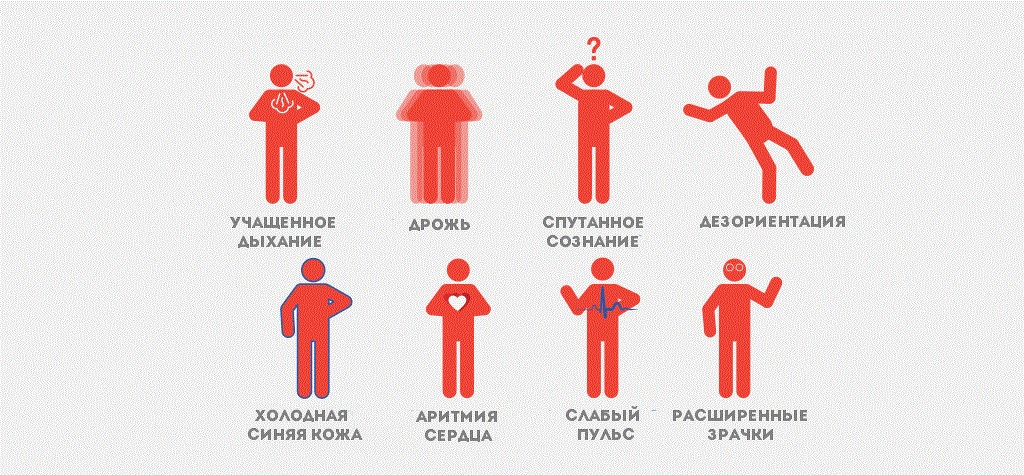 ?
УЧАЩЕННОЕ
ДЫХАНИЕ
ДРОЖЬ
СПУТАННОЕ
СОЗНАНИЕ
ДЕЗОРИЕНТАЦИЯ
ХОЛОДНАЯ
СИНЯЯ КОЖА
АРИТМИЯ
СЕРДЦА
СЛАБЫЙ
ПУЛЬС
РАСШИРЕННЫЕ
ЗРАЧКИ